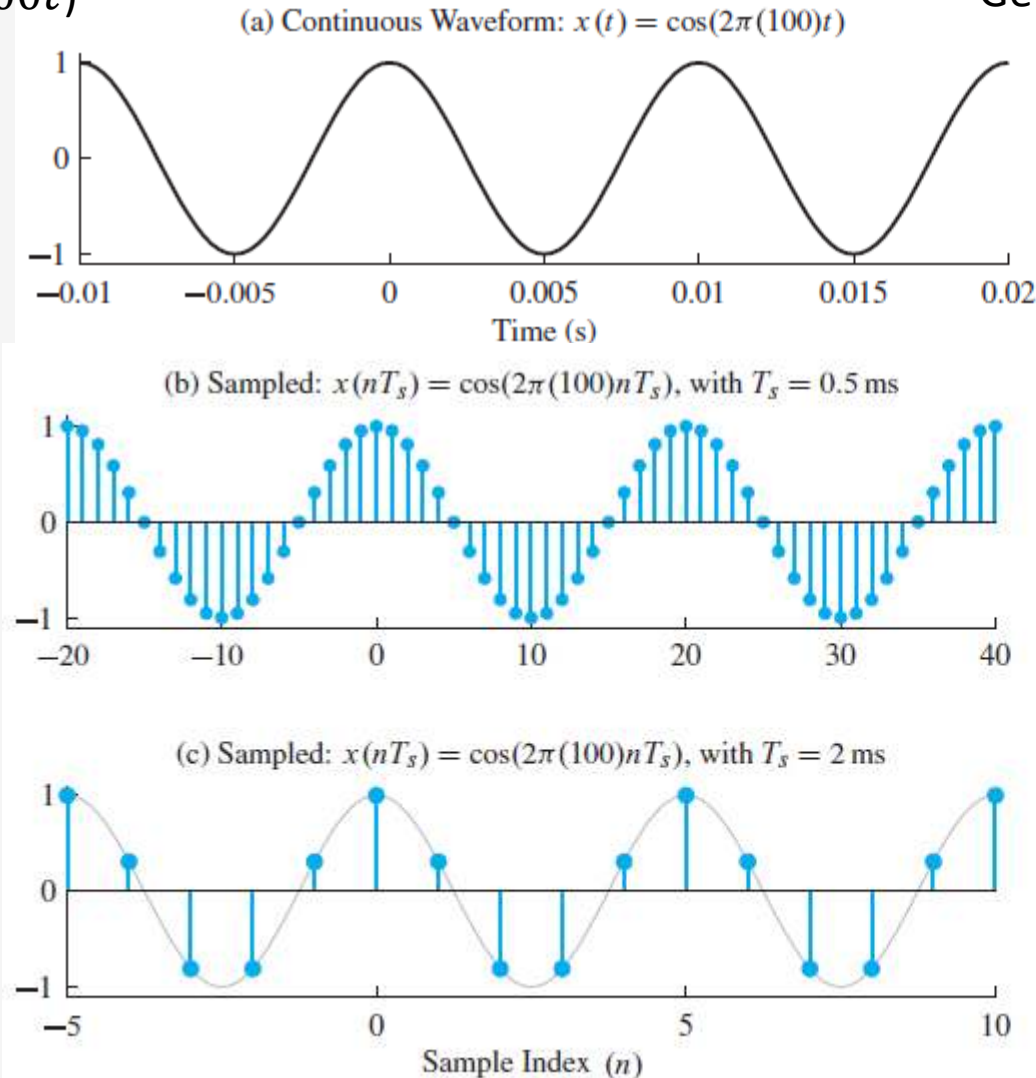 (a) Continuous Waveform: x(t) = cos(2π(100)t)
1
0
−1
−0.01 −0.005 0 0.005 0.01 0.015 0.02
Time (s)
(b) Sampled: x(nTₛ) = cos(2π(100)nTₛ), with Tₛ = 0.5 ms
1
0
−1
−20 −10 0 10 20 30 40
(c) Sampled: x(nTₛ) = cos(2π(100)nTₛ), with Tₛ = 2 ms
1
0
−1
−5 0 5 10
Sample Index (n)